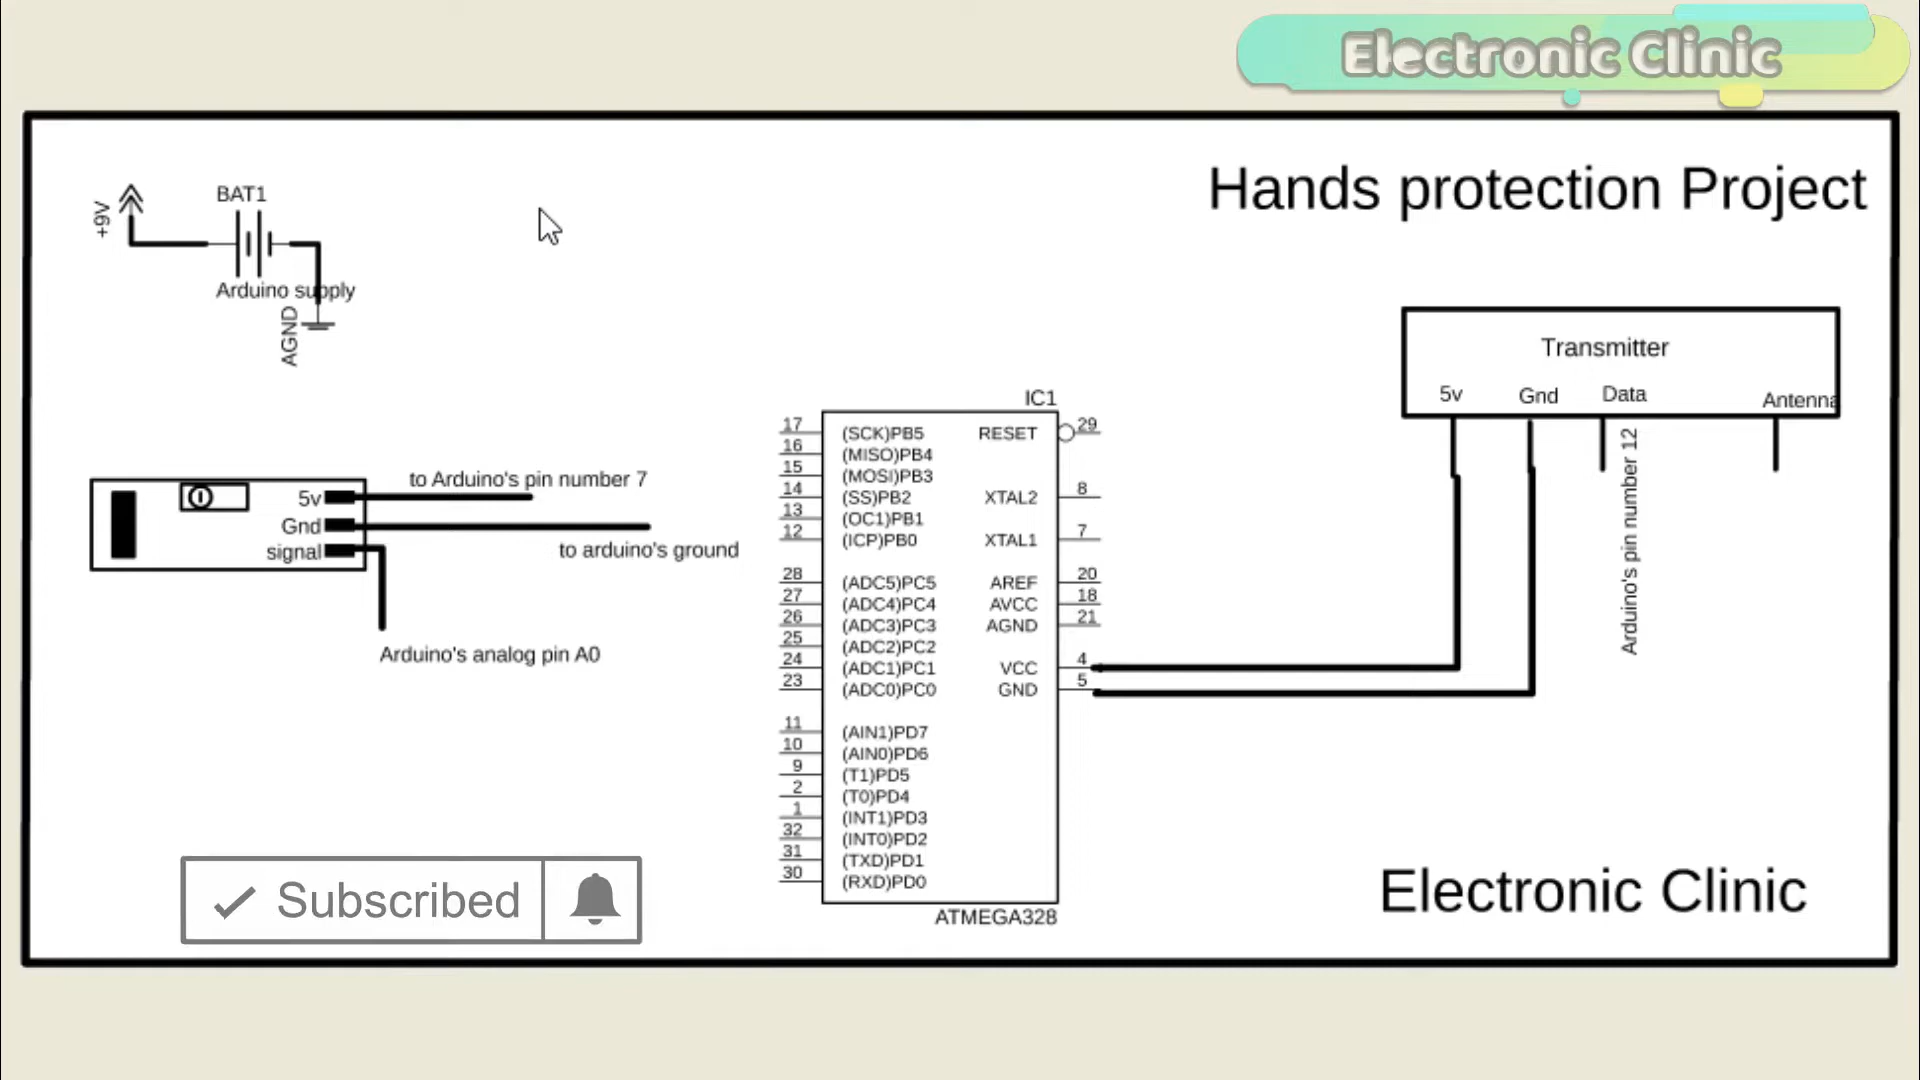 Electronic Clinic
Hands protection Project
+9V
BAT1
Arduino supply
AGND
Transmitter
5v
Gnd
Data
Antenna
Arduino's pin number 12
5v
Gnd
signal
to Arduino's pin number 7
to arduino's ground
Arduino's analog pin A0
IC1
17 (SCK)PB5 RESET 29
16 (MISO)PB4
15 (MOSI)PB3
14 (SS)PB2 XTAL2 8
13 (OC1)PB1
12 (ICP)PB0 XTAL1 7
28 (ADC5)PC5 AREF 20
27 (ADC4)PC4 AVCC 18
26 (ADC3)PC3 AGND 21
25 (ADC2)PC2
24 (ADC1)PC1 VCC 4
23 (ADC0)PC0 GND 5
11 (AIN1)PD7
10 (AIN0)PD6
9 (T1)PD5
2 (T0)PD4
1 (INT1)PD3
32 (INT0)PD2
31 (TXD)PD1
30 (RXD)PD0
ATMEGA328
Subscribed
Electronic Clinic